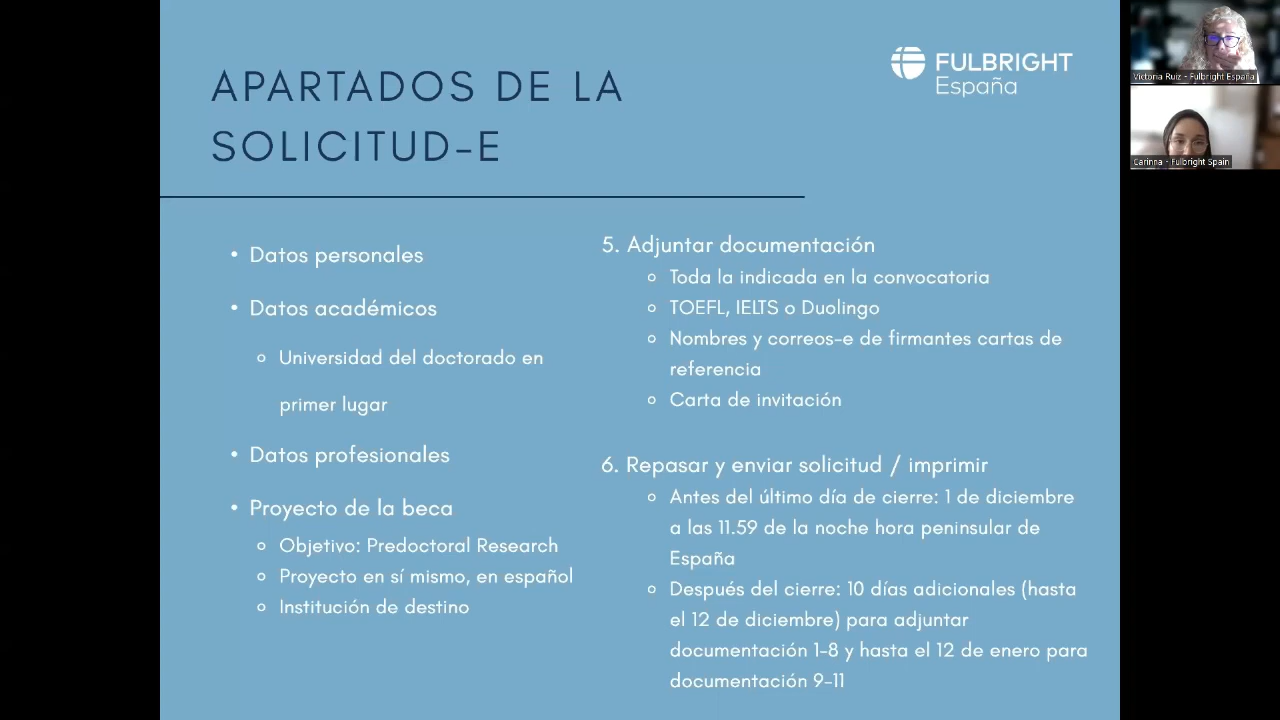 APARTADOS DE LA
SOLICITUD-E
FULBRIGHT
España
• Datos personales
• Datos académicos
Universidad del doctorado en
primer lugar
• Datos profesionales
• Proyecto de la beca
Objetivo: Predoctoral Research
Proyecto en sí mismo, en español
Institución de destino
5. Adjuntar documentación
Toda la indicada en la convocatoria
TOEFL, IELTS o Duolingo
Nombres y correos-e de firmantes cartas de
referencia
Carta de invitación
6. Repasar y enviar solicitud / imprimir
Antes del último día de cierre: 1 de diciembre
a las 11.59 de la noche hora peninsular de
España
Después del cierre: 10 días adicionales (hasta
el 12 de diciembre) para adjuntar
documentación 1-8 y hasta el 12 de enero para
documentación 9-11
Victoria Ruiz - Fulbright España
Carinna - Fulbright Spain